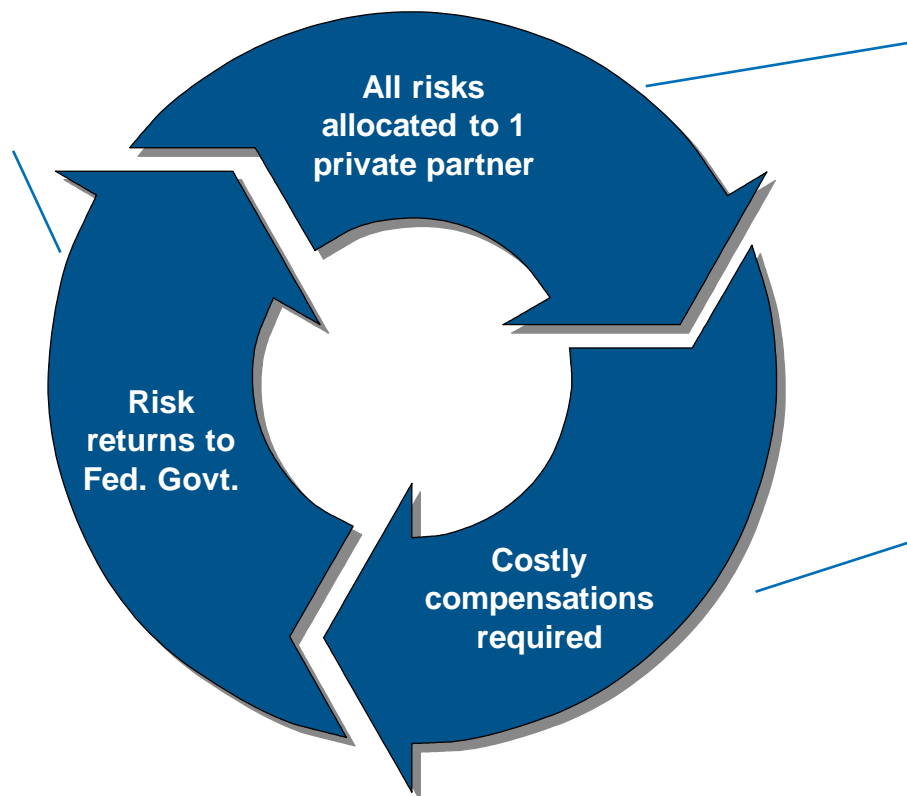 All risks
allocated to 1
private partner
Risk
returns to
Fed. Govt.
Costly
compensations
required